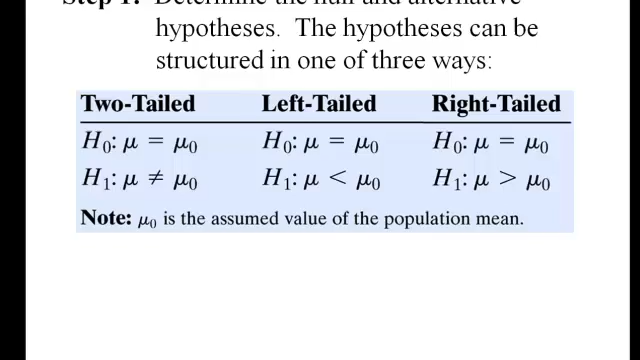 Step 1: Determine the null and alternative
hypotheses. The hypotheses can be
structured in one of three ways:
Two-Tailed Left-Tailed Right-Tailed
H₀: μ = μ₀ H₀: μ = μ₀ H₀: μ = μ₀
H₁: μ ≠ μ₀ H₁: μ < μ₀ H₁: μ > μ₀
Note: μ₀ is the assumed value of the population mean.